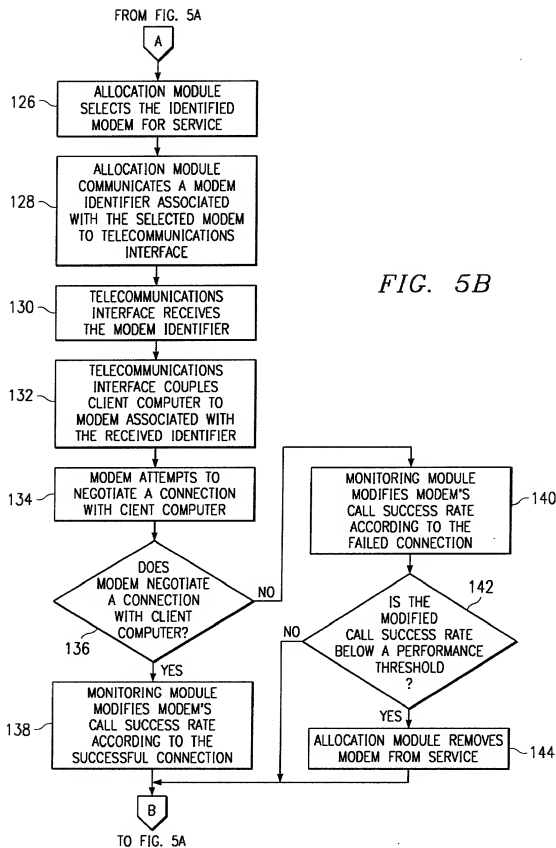 FROM FIG. 5A
A
126
ALLOCATION MODULE
SELECTS THE IDENTIFIED
MODEM FOR SERVICE
128
ALLOCATION MODULE
COMMUNICATES A MODEM
IDENTIFIER ASSOCIATED
WITH THE SELECTED MODEM
TO TELECOMMUNICATIONS
INTERFACE
FIG. 5B
130
TELECOMMUNICATIONS
INTERFACE RECEIVES
THE MODEM IDENTIFIER
132
TELECOMMUNICATIONS
INTERFACE COUPLES
CLIENT COMPUTER TO
MODEM ASSOCIATED WITH
THE RECEIVED IDENTIFIER
134
MODEM ATTEMPTS TO
NEGOTIATE A CONNECTION
WITH CIENT COMPUTER
136
DOES
MODEM NEGOTIATE
A CONNECTION
WITH CLIENT
COMPUTER?
NO
YES
138
MONITORING MODULE
MODIFIES MODEM'S
CALL SUCCESS RATE
ACCORDING TO THE
SUCCESSFUL CONNECTION
140
MONITORING MODULE
MODIFIES MODEM'S
CALL SUCCESS RATE
ACCORDING TO THE
FAILED CONNECTION
142
IS THE
MODIFIED
CALL SUCCESS RATE
BELOW A PERFORMANCE
THRESHOLD
?
NO
YES
ALLOCATION MODULE REMOVES
MODEM FROM SERVICE
144
B
TO FIG. 5A